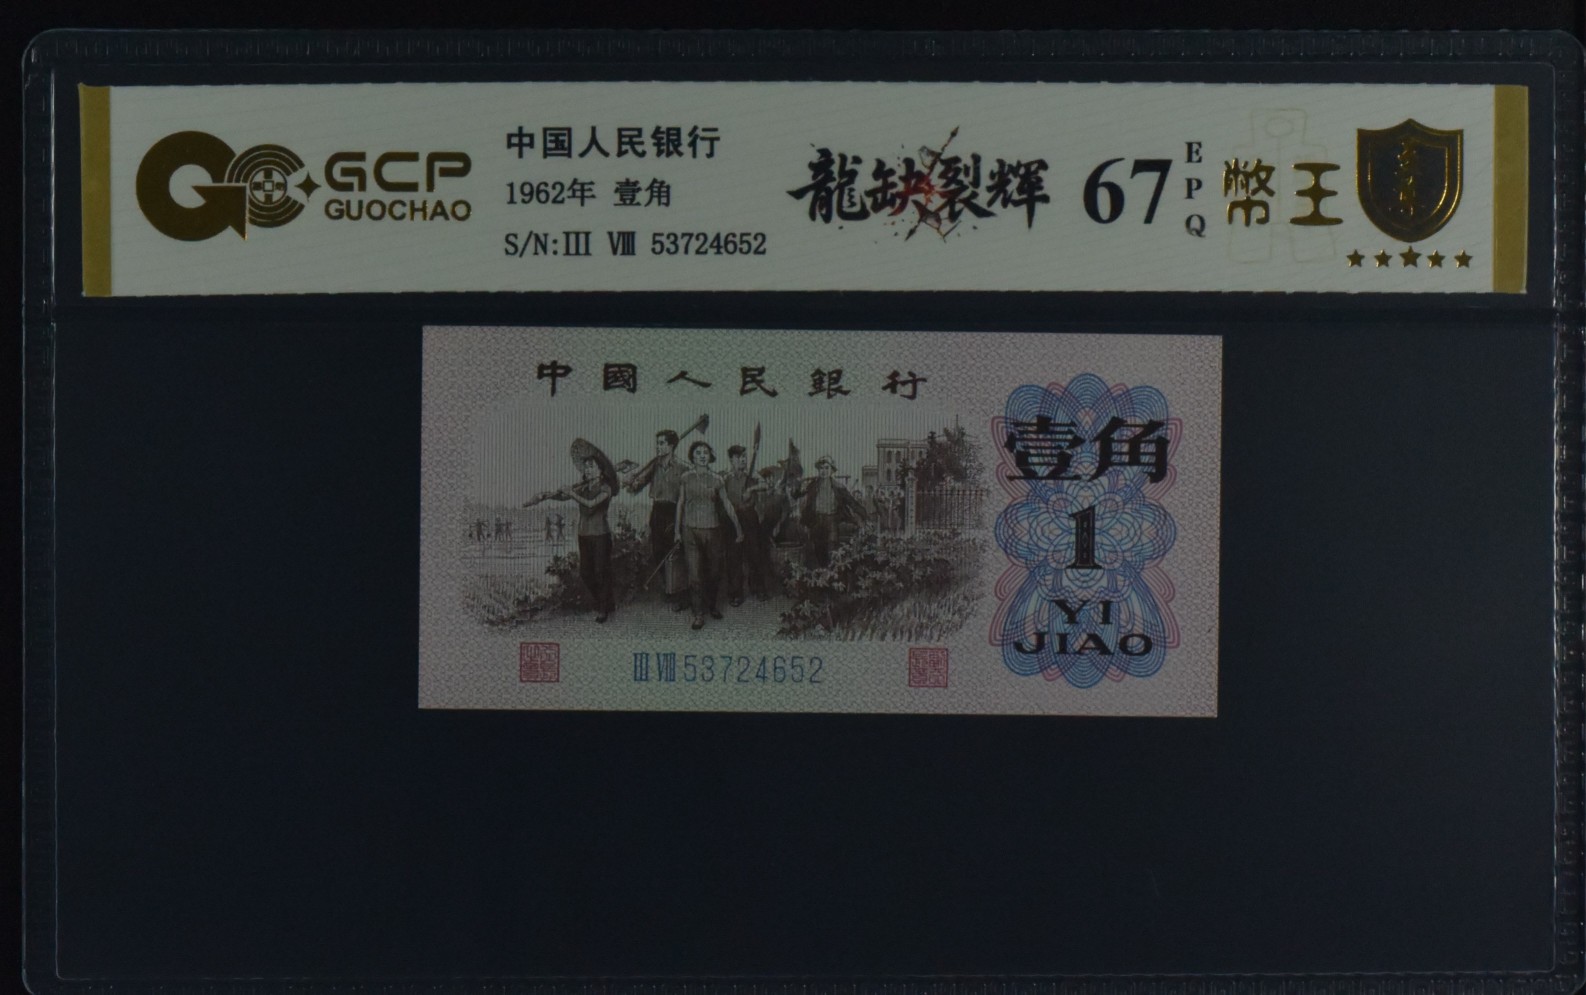 GCP
GUOCHAO
中国人民银行
1962年 壹角
S/N:III VIII 53724652
龍缺裂輝
67
EPQ
幣王
中國人民銀行
壹角
1
YI
JIAO
III VIII 53724652